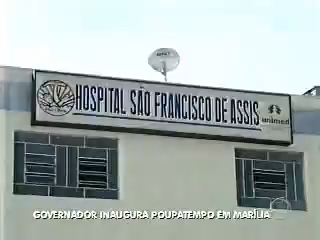 HOSPITAL SÃO FRANCISCO DE ASSIS
unimed
GOVERNADOR INAUGURA POUPATEMPO EM MARÍLIA